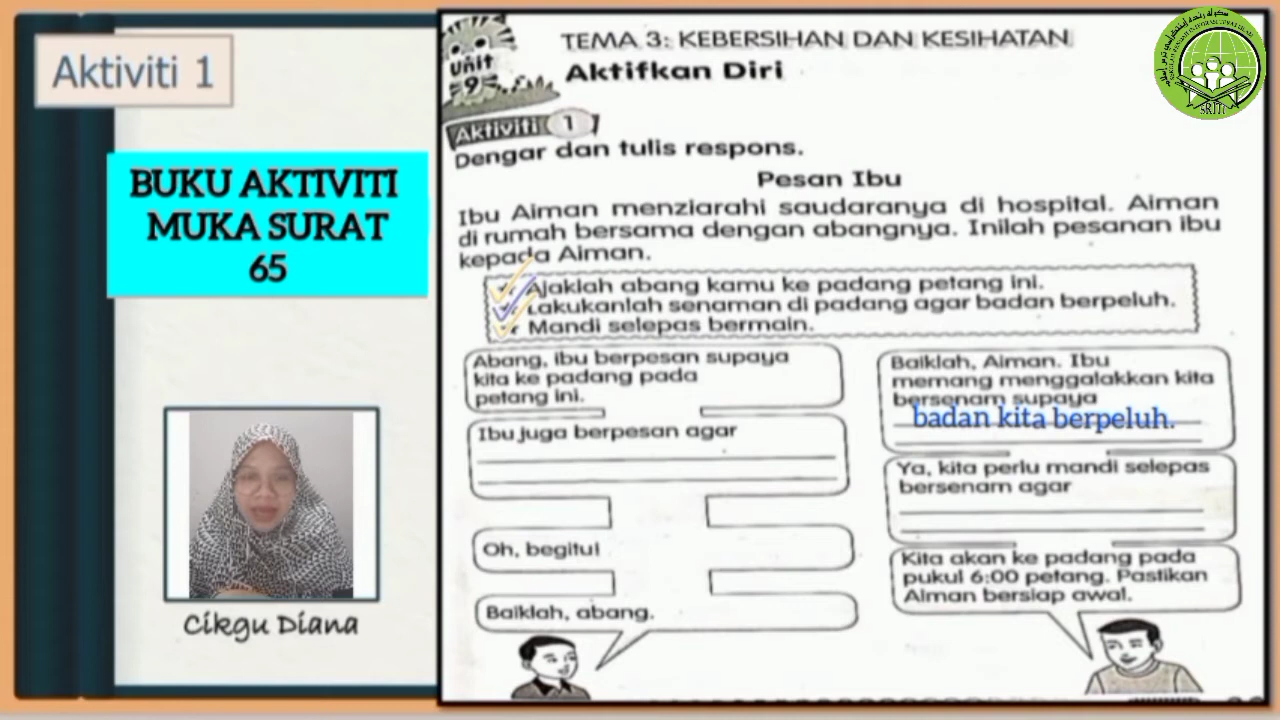 Aktiviti 1
BUKU AKTIVITI
MUKA SURAT
65
Cikgu Diana
Unit
9
TEMA 3: KEBERSIHAN DAN KESIHATAN
Aktifkan Diri
Aktiviti 1
Dengar dan tulis respons.
Pesan Ibu
Ibu Aiman menziarahi saudaranya di hospital. Aiman
di rumah bersama dengan abangnya. Inilah pesanan ibu
kepada Aiman.
Ajaklah abang kamu ke padang petang ini.
Lakukanlah senaman di padang agar badan berpeluh.
Mandi selepas bermain.
Abang, ibu berpesan supaya
kita ke padang pada
petang ini.
Baiklah, Aiman. Ibu
memang menggalakkan kita
bersenam supaya
badan kita berpeluh.
Ibu juga berpesan agar
Ya, kita perlu mandi selepas
bersenam agar
Oh, begitu!
Kita akan ke padang pada
pukul 6:00 petang. Pastikan
Aiman bersiap awal.
Baiklah, abang.
SRITI